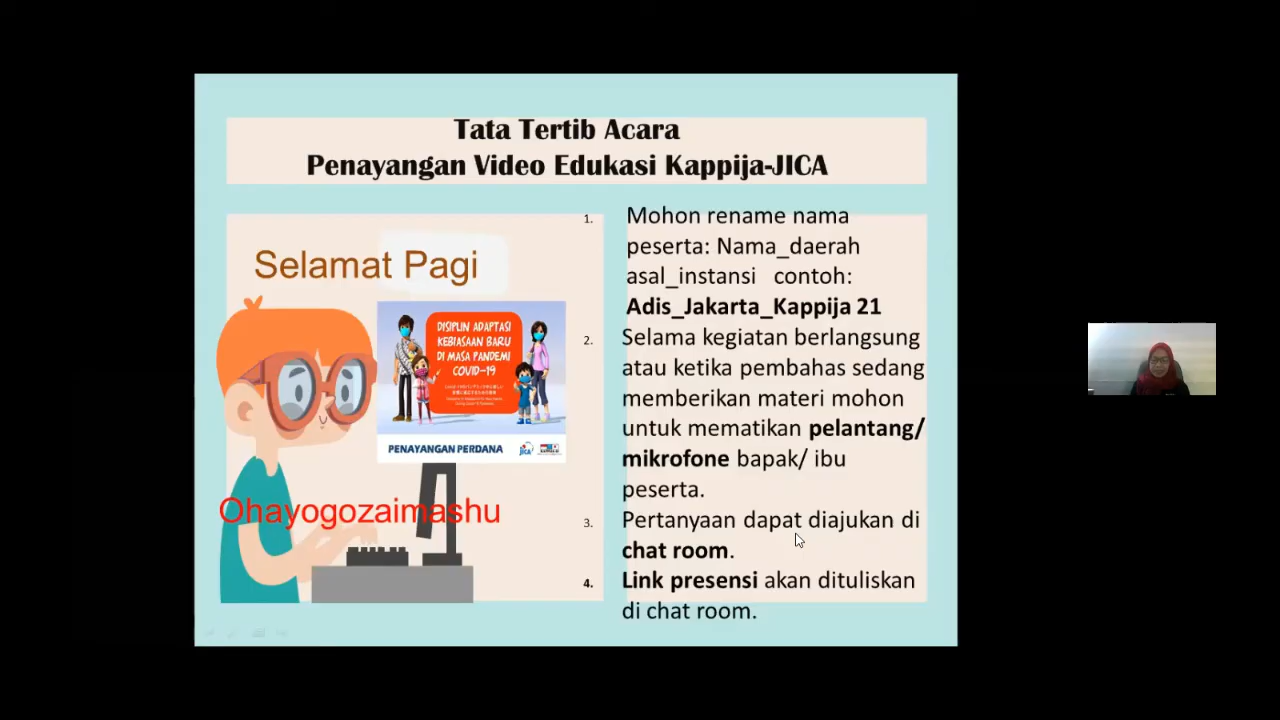 Tata Tertib Acara
Penayangan Video Edukasi Kappija-JICA
Selamat Pagi
DISIPLIN ADAPTASI
KEBIASAAN BARU
DI MASA PANDEMI
COVID-19
PENAYANGAN PERDANA
JICA
Ohayogozaimashu
1. Mohon rename nama
peserta: Nama_daerah
asal_instansi contoh:
Adis_Jakarta_Kappija 21
2. Selama kegiatan berlangsung
atau ketika pembahas sedang
memberikan materi mohon
untuk mematikan pelantang/
mikrofone bapak/ ibu
peserta.
3. Pertanyaan dapat diajukan di
chat room.
4. Link presensi akan dituliskan
di chat room.